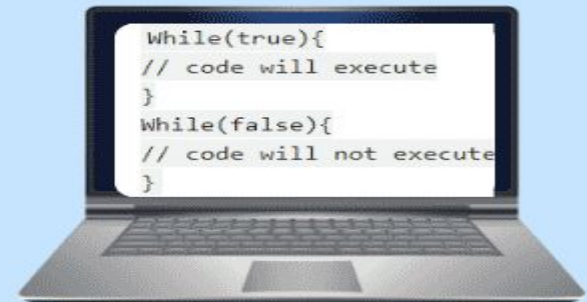 While(true){
// code will execute
}
While(false){
// code will not execute
}